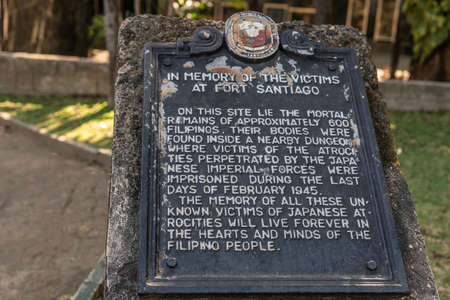 IN MEMORY OF THE VICTIMS
AT FORT SANTIAGO
ON THIS SITE LIE THE MORTAL
REMAINS OF APPROXIMATELY 600
FILIPINOS. THEIR BODIES WERE
FOUND INSIDE A NEARBY DUNGEON
WHERE VICTIMS OF THE ATROCI-
TIES PERPETRATED BY THE JAPA-
NESE IMPERIAL FORCES WERE
IMPRISONED DURING THE LAST
DAYS OF FEBRUARY 1945.
THE MEMORY OF ALL THESE UN-
KNOWN VICTIMS OF JAPANESE AT-
ROCITIES WILL LIVE FOREVER IN
THE HEARTS AND MINDS OF THE
FILIPINO PEOPLE.